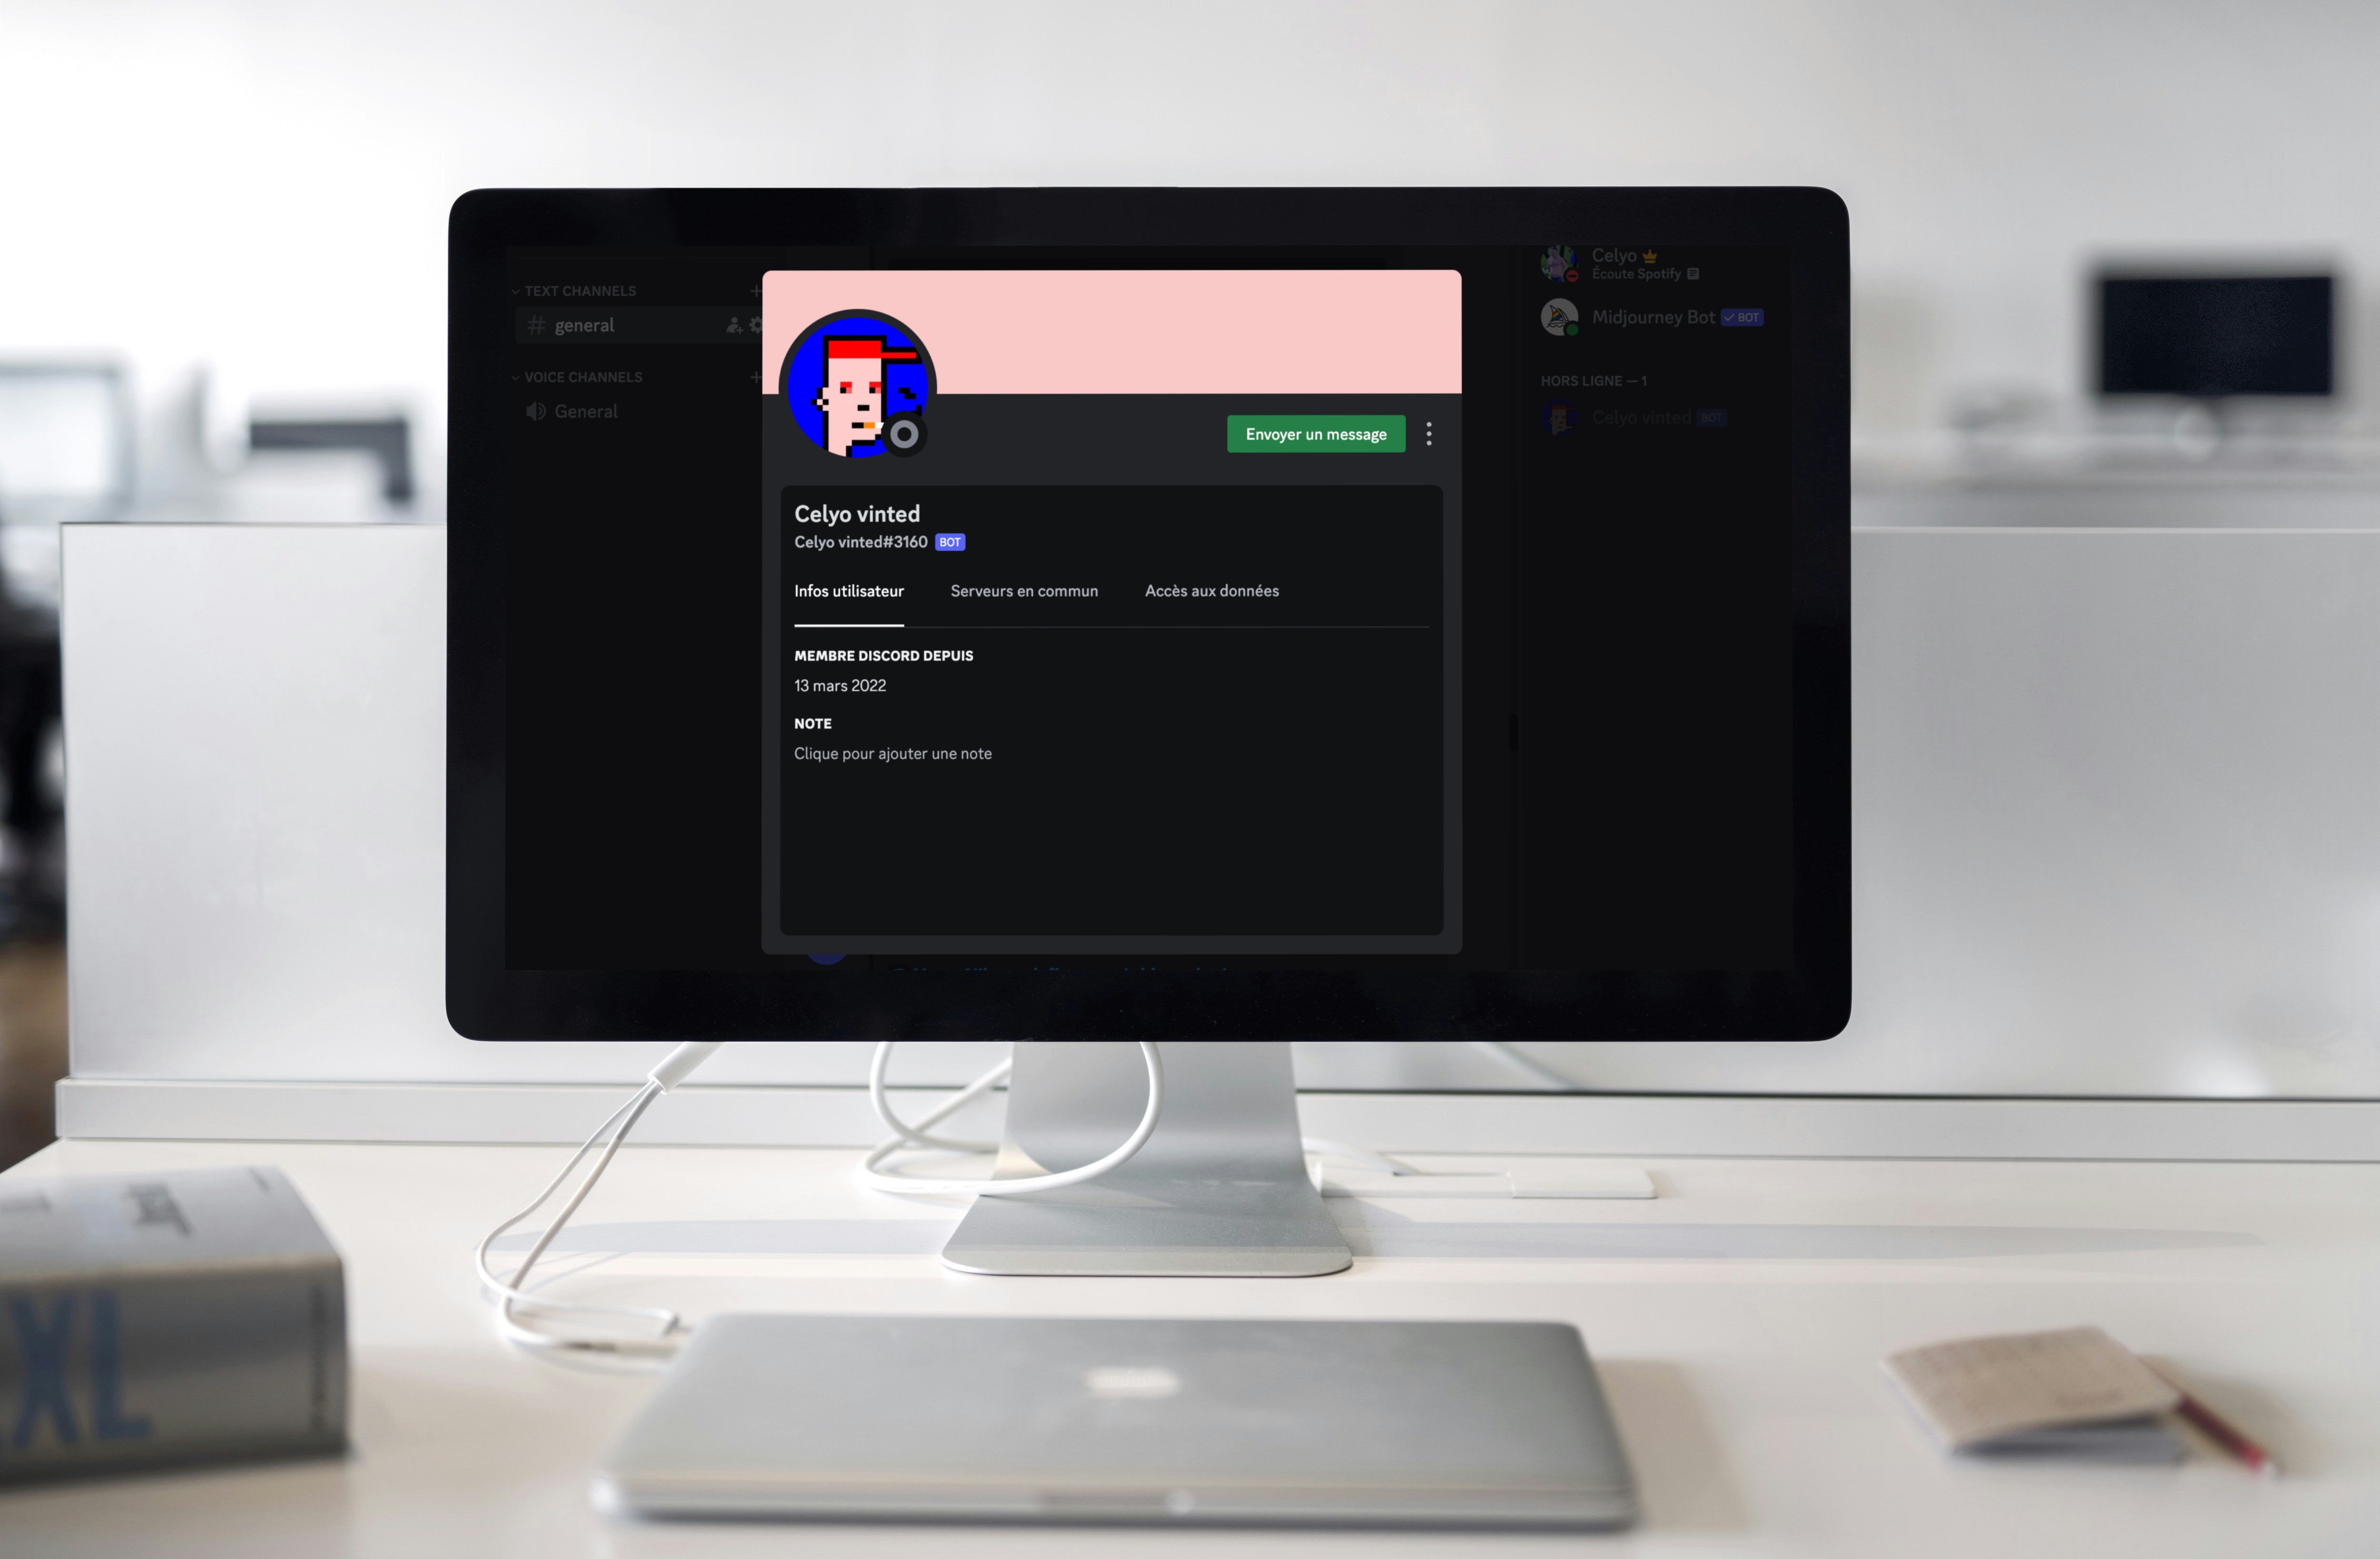 TEXT CHANNELS
general
VOICE CHANNELS
General
Envoyer un message
Celyo vinted
Celyo vinted#3160 BOT
Infos utilisateur Serveurs en commun Accès aux données
MEMBRE DISCORD DEPUIS
13 mars 2022
NOTE
Clique pour ajouter une note
Celyo
Écoute Spotify
Midjourney Bot BOT
HORS LIGNE — 1
Celyo vinted BOT
XL